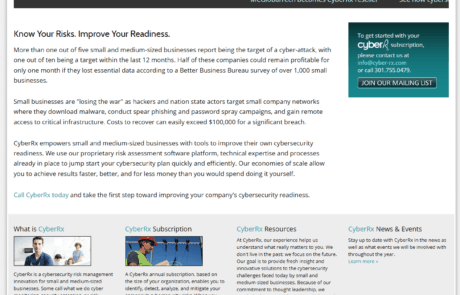 Know Your Risks. Improve Your Readiness.
More than one out of five small and medium-sized businesses report being the target of a cyber-attack, with
one out of ten being a target within the last 12 months. Half of these companies could remain profitable for
only one month if they lost essential data according to a Better Business Bureau survey of over 1,000 small
businesses.
Small businesses are "losing the war" as hackers and nation state actors target small company networks
where they download malware, conduct spear phishing and password spray campaigns, and gain remote
access to critical infrastructure. Costs to recover can easily exceed $100,000 for a significant breach.
CyberRx empowers small and medium-sized businesses with tools to improve their own cybersecurity
readiness. We use our proprietary risk assessment software platform, technical expertise and processes
already in place to jump start your cybersecurity plan quickly and efficiently. Our economies of scale allow
you to achieve results faster, better, and for less money than you would spend doing it yourself.
Call CyberRx today and take the first step toward improving your company's cybersecurity readiness.
To get started with your
cyberRx subscription,
please contact us at
info@cyber-rx.com
or call 301.755.0479.
JOIN OUR MAILING LIST
What is CyberRx
CyberRx is a cybersecurity risk management
innovation for small and medium-sized
businesses. Some call what we do cyber
CyberRx Subscription
A CyberRx annual subscription, based on
the size of your organization, enables you to
identify, detect, analyze, and mitigate your
CyberRx Resources
At CyberRx, our experience helps us
understand what really matters to you. We
don't live in the past; we focus on the future.
Our goal is to provide fresh insight and
innovative solutions to the cybersecurity
challenges faced today by small and
medium-sized businesses. Because of our
commitment to thought leadership, we
CyberRx News & Events
Stay up to date with CyberRx in the news as
well as what events we will be involved with
throughout the year.
Learn more »